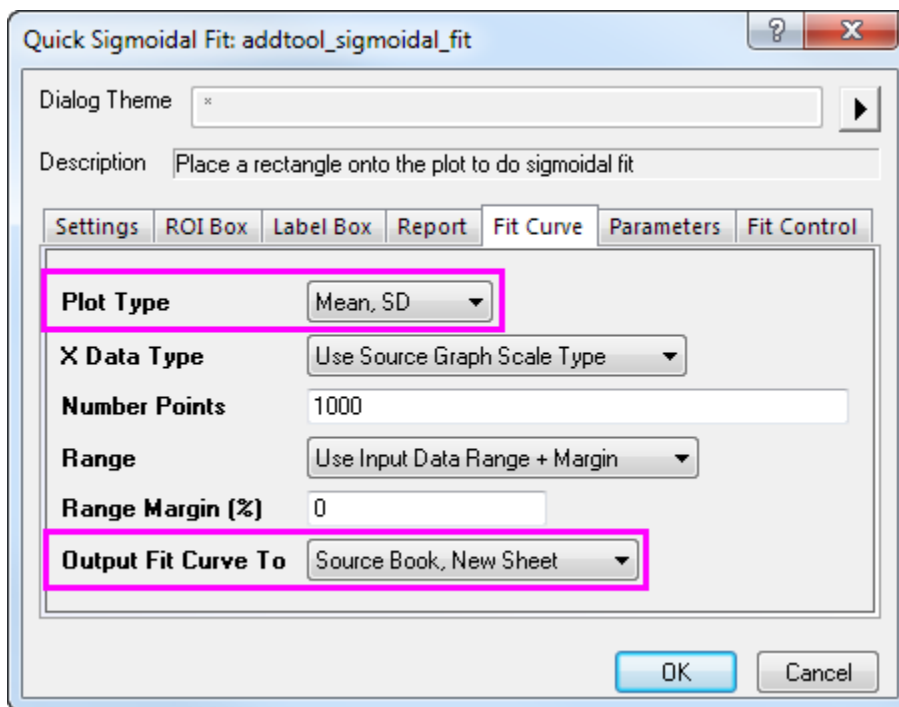 Quick Sigmoidal Fit: addtool_sigmoidal_fit
Dialog Theme *
Description Place a rectangle onto the plot to do sigmoidal fit
Settings ROI Box Label Box Report Fit Curve Parameters Fit Control
Plot Type Mean, SD
X Data Type Use Source Graph Scale Type
Number Points 1000
Range Use Input Data Range + Margin
Range Margin (%) 0
Output Fit Curve To Source Book, New Sheet
OK Cancel